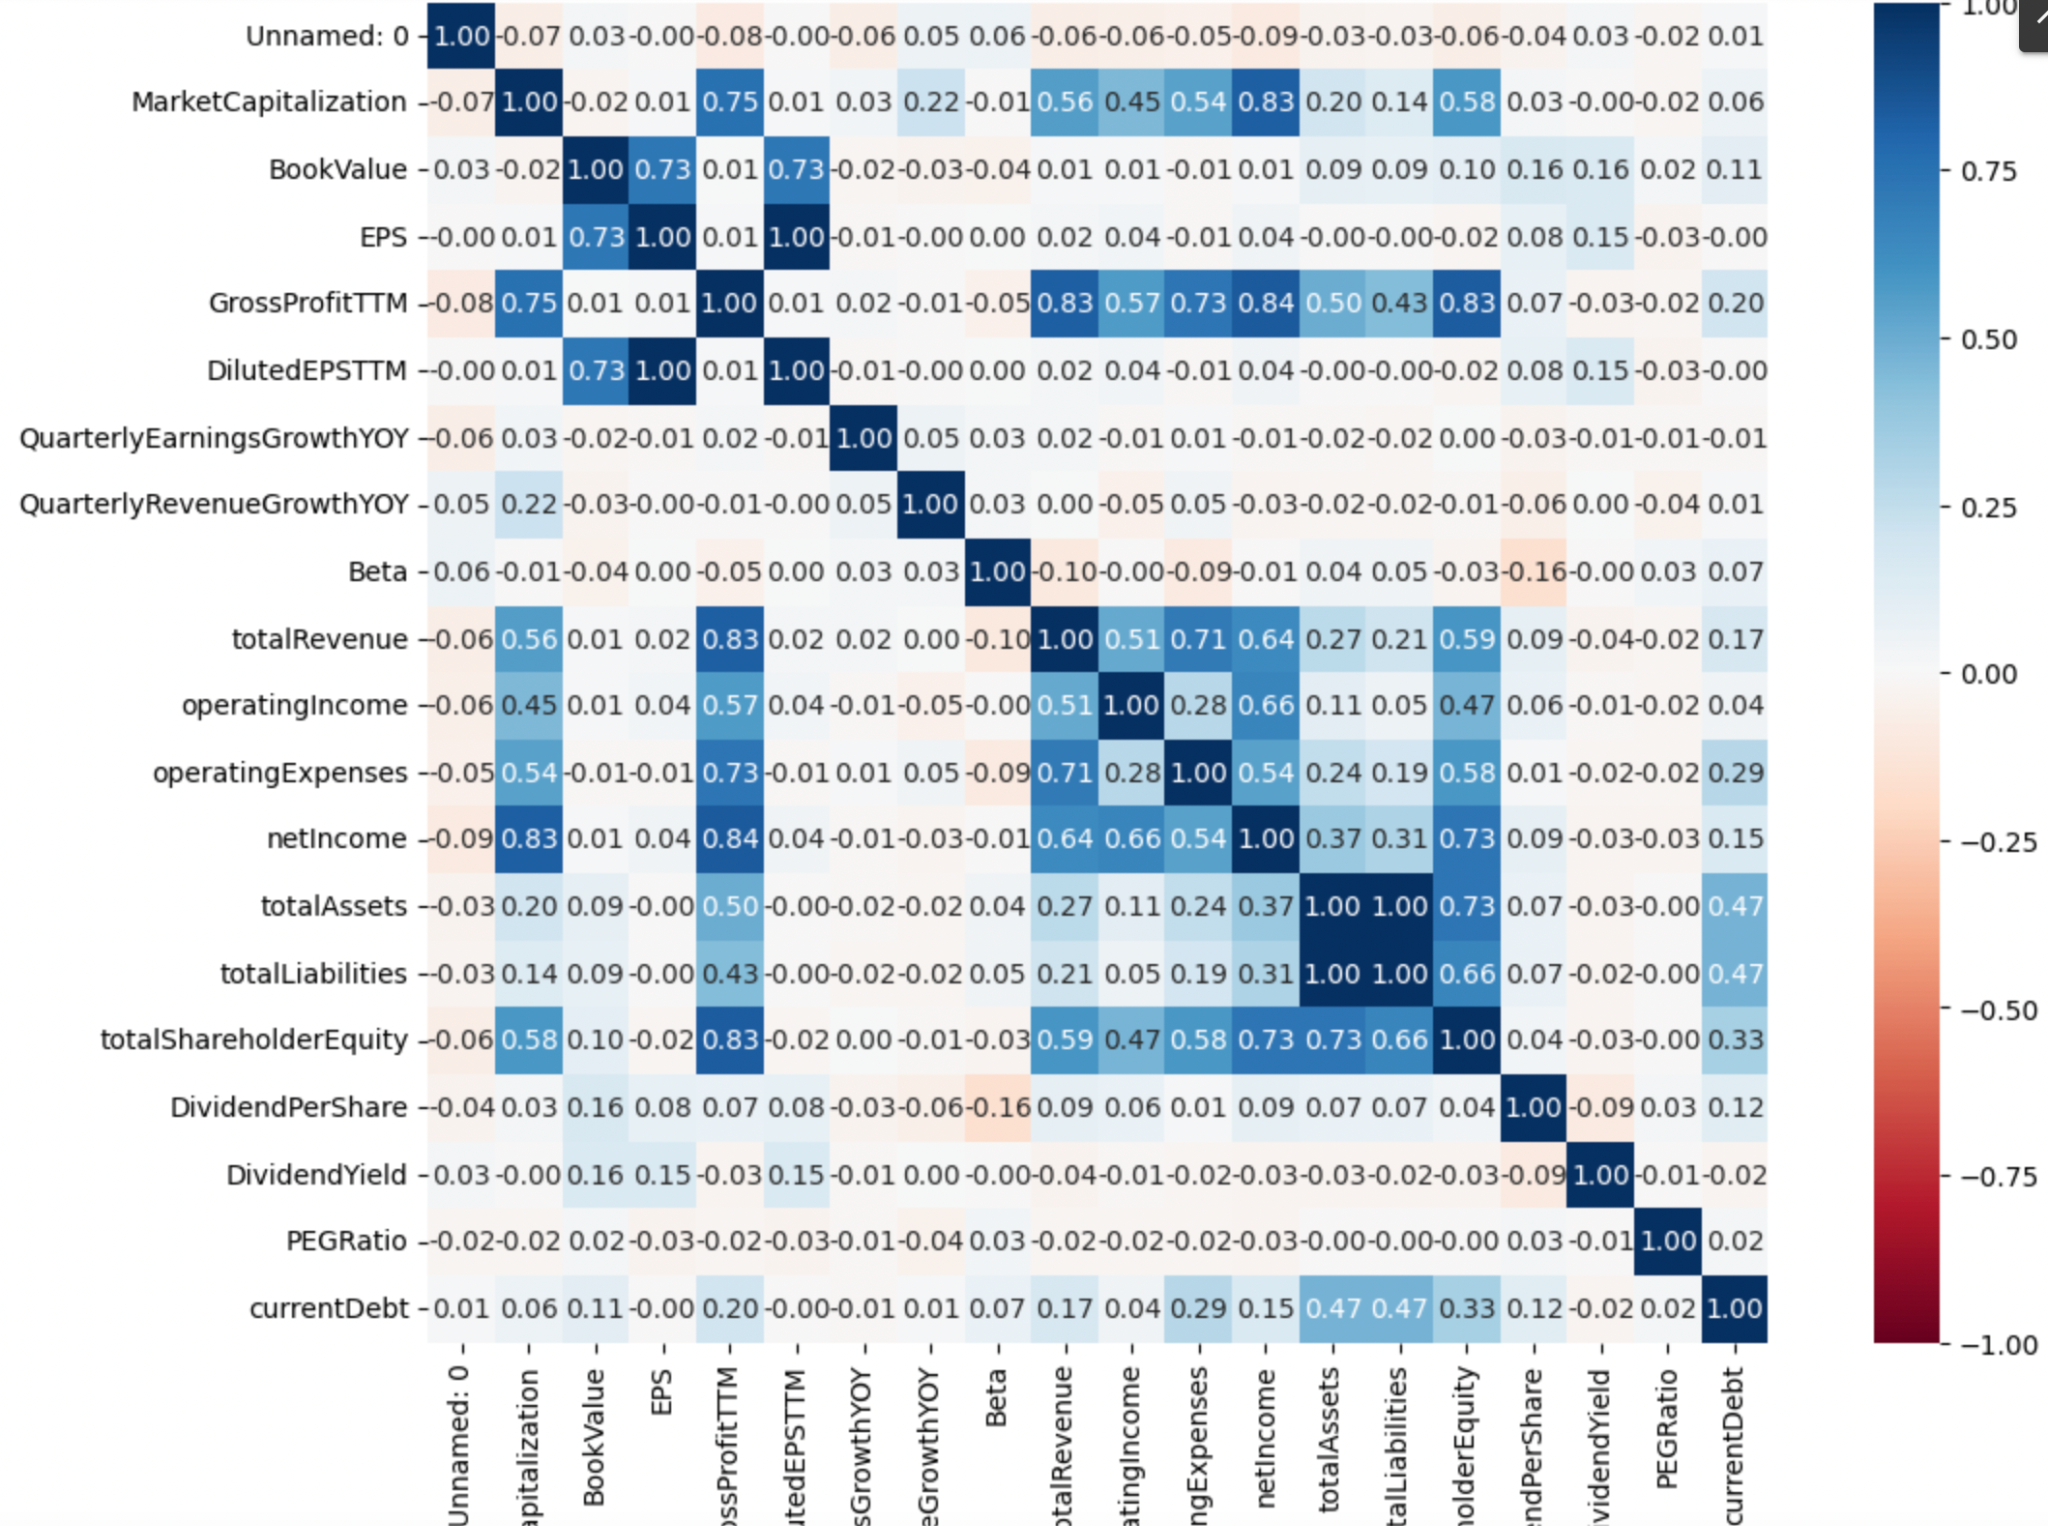 Unnamed: 0 1.00 -0.07 0.03 -0.00 -0.08 -0.00 -0.06 0.05 0.06 -0.06 -0.06 -0.05 -0.09 -0.03 -0.03 -0.06 -0.04 0.03 -0.02 0.01
MarketCapitalization -0.07 1.00 -0.02 0.01 0.75 0.01 0.03 0.22 -0.01 0.56 0.45 0.54 0.83 0.20 0.14 0.58 0.03 -0.00 -0.02 0.06
BookValue 0.03 -0.02 1.00 0.73 0.01 0.73 -0.02 -0.03 -0.04 0.01 0.01 -0.01 0.01 0.09 0.09 0.10 0.16 0.16 0.02 0.11
EPS -0.00 0.01 0.73 1.00 0.01 1.00 -0.01 -0.00 0.00 0.02 0.04 -0.01 0.04 -0.00 -0.00 -0.02 0.08 0.15 -0.03 -0.00
GrossProfitTTM -0.08 0.75 0.01 0.01 1.00 0.01 0.02 -0.01 -0.05 0.83 0.57 0.73 0.84 0.50 0.43 0.83 0.07 -0.03 -0.02 0.20
DilutedEPSTTM -0.00 0.01 0.73 1.00 0.01 1.00 -0.01 -0.00 0.00 0.02 0.04 -0.01 0.04 -0.00 -0.00 -0.02 0.08 0.15 -0.03 -0.00
QuarterlyEarningsGrowthYOY -0.06 0.03 -0.02 -0.01 0.02 -0.01 1.00 0.05 0.03 0.02 -0.01 0.01 -0.01 -0.02 -0.02 0.00 -0.03 -0.01 -0.01 -0.01
QuarterlyRevenueGrowthYOY 0.05 0.22 -0.03 -0.00 -0.01 -0.00 0.05 1.00 0.03 0.00 -0.05 0.05 -0.03 -0.02 -0.02 -0.01 -0.06 0.00 -0.04 0.01
Beta 0.06 -0.01 -0.04 0.00 -0.05 0.00 0.03 0.03 1.00 -0.10 -0.00 -0.09 -0.01 0.04 0.05 -0.03 -0.16 -0.00 0.03 0.07
totalRevenue -0.06 0.56 0.01 0.02 0.83 0.02 0.02 0.00 -0.10 1.00 0.51 0.71 0.64 0.27 0.21 0.59 0.09 -0.04 -0.02 0.17
operatingIncome -0.06 0.45 0.01 0.04 0.57 0.04 -0.01 -0.05 -0.00 0.51 1.00 0.28 0.66 0.11 0.05 0.47 0.06 -0.01 -0.02 0.04
operatingExpenses -0.05 0.54 -0.01 -0.01 0.73 -0.01 0.01 0.05 -0.09 0.71 0.28 1.00 0.54 0.24 0.19 0.58 0.01 -0.02 -0.02 0.29
netIncome -0.09 0.83 0.01 0.04 0.84 0.04 -0.01 -0.03 -0.01 0.64 0.66 0.54 1.00 0.37 0.31 0.73 0.09 -0.03 -0.03 0.15
totalAssets -0.03 0.20 0.09 -0.00 0.50 -0.00 -0.02 -0.02 0.04 0.27 0.11 0.24 0.37 1.00 1.00 0.73 0.07 -0.03 -0.00 0.47
totalLiabilities -0.03 0.14 0.09 -0.00 0.43 -0.00 -0.02 -0.02 0.05 0.21 0.05 0.19 0.31 1.00 1.00 0.66 0.07 -0.02 -0.00 0.47
totalShareholderEquity -0.06 0.58 0.10 -0.02 0.83 -0.02 0.00 -0.01 -0.03 0.59 0.47 0.58 0.73 0.73 0.66 1.00 0.04 -0.03 -0.00 0.33
DividendPerShare -0.04 0.03 0.16 0.08 0.07 0.08 -0.03 -0.06 -0.16 0.09 0.06 0.01 0.09 0.07 0.07 0.04 1.00 -0.09 0.03 0.12
DividendYield 0.03 -0.00 0.16 0.15 -0.03 0.15 -0.01 0.00 -0.00 -0.04 -0.01 -0.02 -0.03 -0.03 -0.02 -0.03 -0.09 1.00 -0.01 -0.02
PEGRatio -0.02 -0.02 0.02 -0.03 -0.02 -0.03 -0.01 -0.04 0.03 -0.02 -0.02 -0.02 -0.03 -0.00 -0.00 -0.00 0.03 -0.01 1.00 0.02
currentDebt 0.01 0.06 0.11 -0.00 0.20 -0.00 -0.01 0.01 0.07 0.17 0.04 0.29 0.15 0.47 0.47 0.33 0.12 -0.02 0.02 1.00
Unnamed: 0
apitalization
BookValue
EPS
ossProfitTTM
utedEPSTTM
sGrowthYOY
eGrowthYOY
Beta
otalRevenue
atingIncome
ngExpenses
netIncome
totalAssets
talLiabilities
holderEquity
endPerShare
ividendYield
PEGRatio
currentDebt
1.00
0.75
0.50
0.25
0.00
−0.25
−0.50
−0.75
−1.00